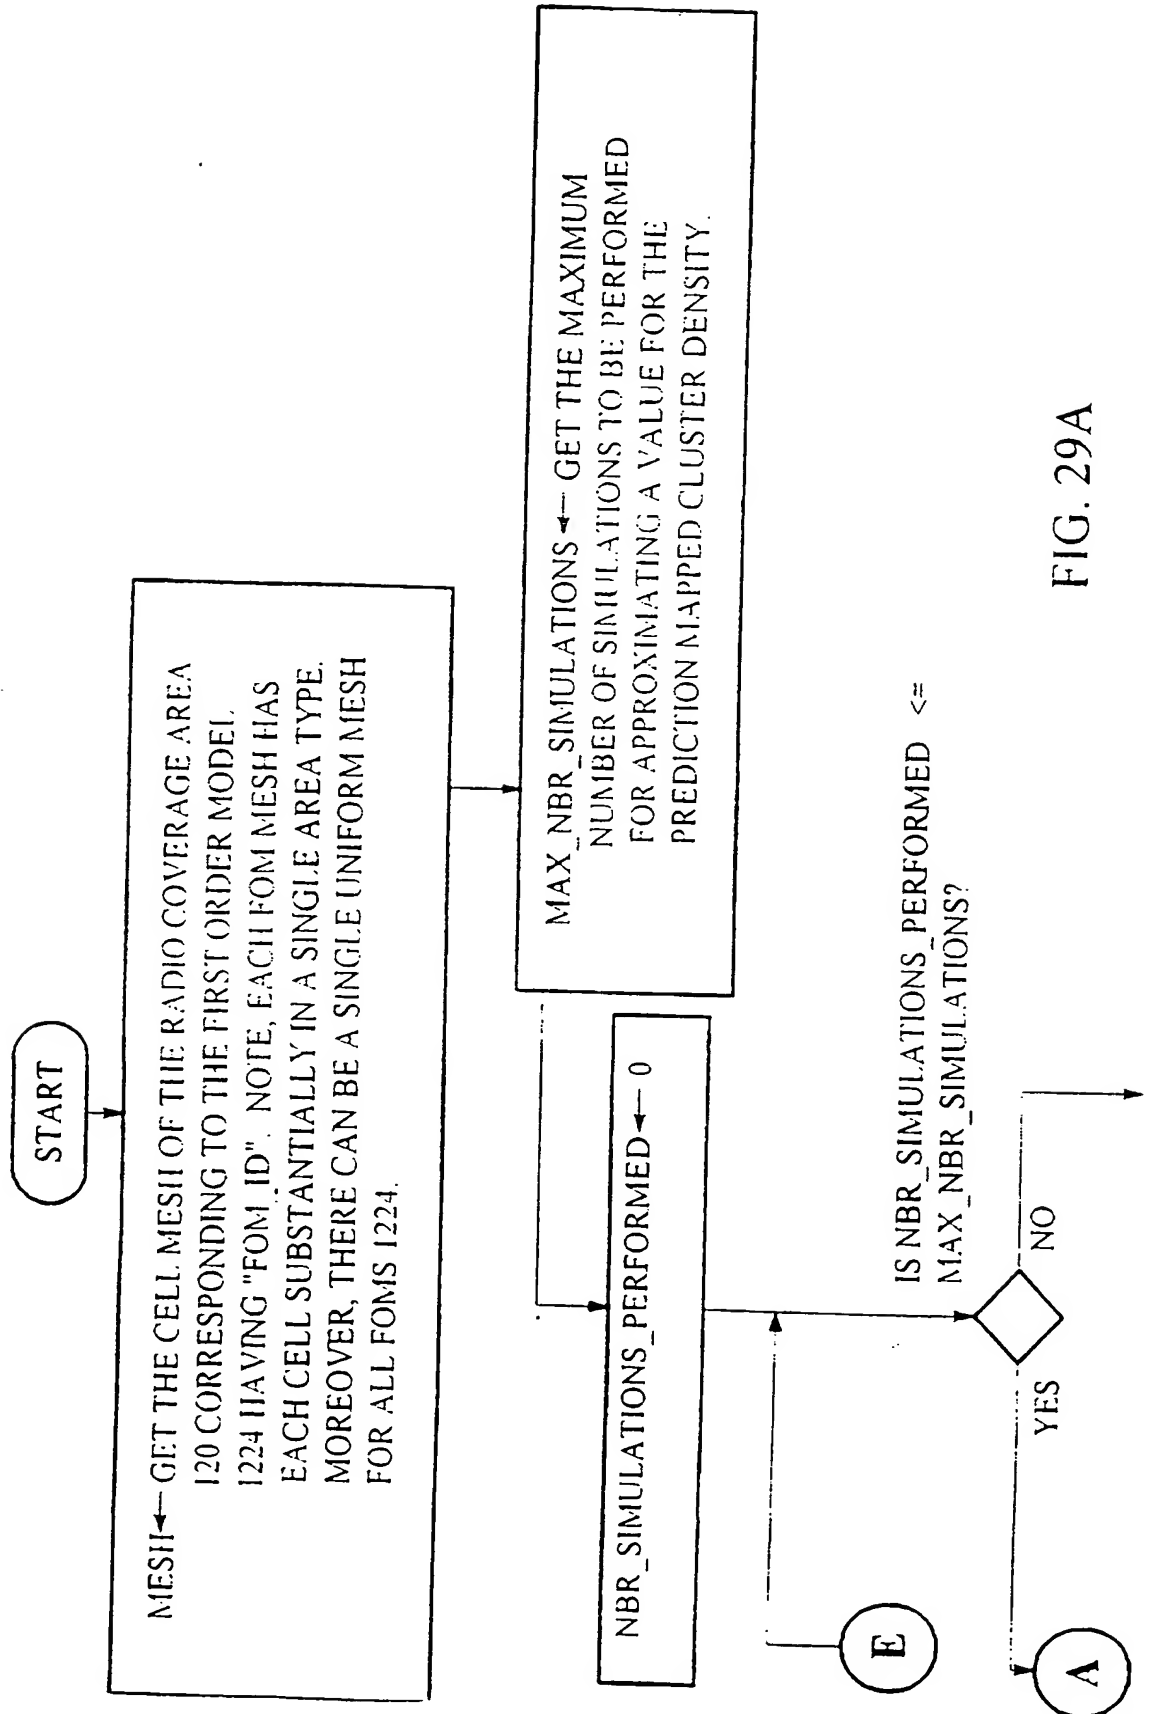 START
MESH ← GET THE CELL MESH OF THE RADIO COVERAGE AREA
120 CORRESPONDING TO THE FIRST ORDER MODEL
1224 HAVING "FOM_ID". NOTE, EACH FOM MESH HAS
EACH CELL SUBSTANTIALLY IN A SINGLE AREA TYPE.
MOREOVER, THERE CAN BE A SINGLE UNIFORM MESH
FOR ALL FOMS 1224.
MAX_NBR_SIMULATIONS ← GET THE MAXIMUM
NUMBER OF SIMULATIONS TO BE PERFORMED
FOR APPROXIMATING A VALUE FOR THE
PREDICTION MAPPED CLUSTER DENSITY.
NBR_SIMULATIONS_PERFORMED ← 0
E
IS NBR_SIMULATIONS_PERFORMED <=
MAX_NBR_SIMULATIONS?
YES
NO
A
FIG. 29A